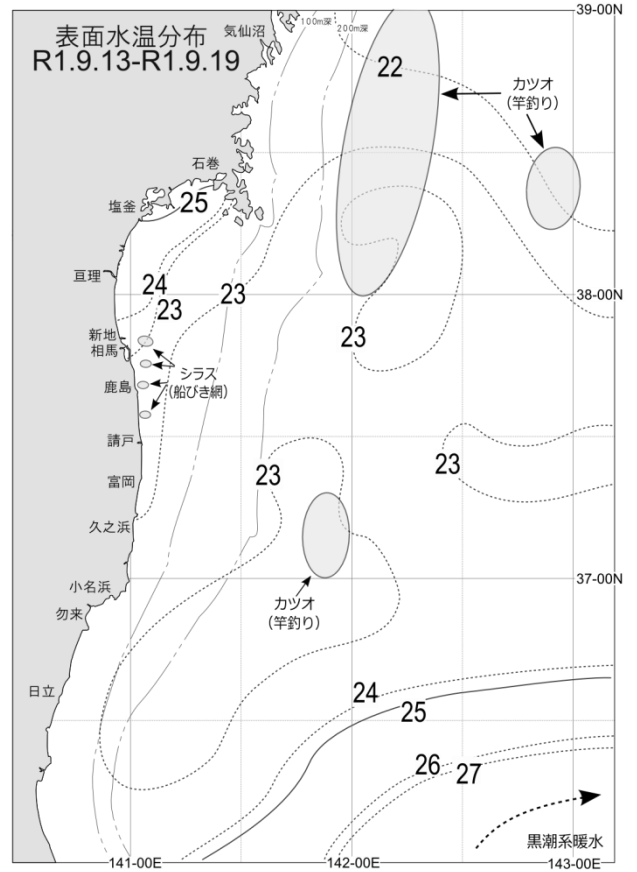 表面水温分布
R1.9.13-R1.9.19
気仙沼
100m深
200m深
39-00N
22
カツオ
(竿釣り)
石巻
25
塩釜
亘理
24
23
23
38-00N
23
新地
相馬
シラス
(船びき網)
鹿島
請戸
23
23
富岡
久之浜
37-00N
小名浜
カツオ
(竿釣り)
勿来
日立
24
25
26
27
黒潮系暖水
141-00E
142-00E
143-00E